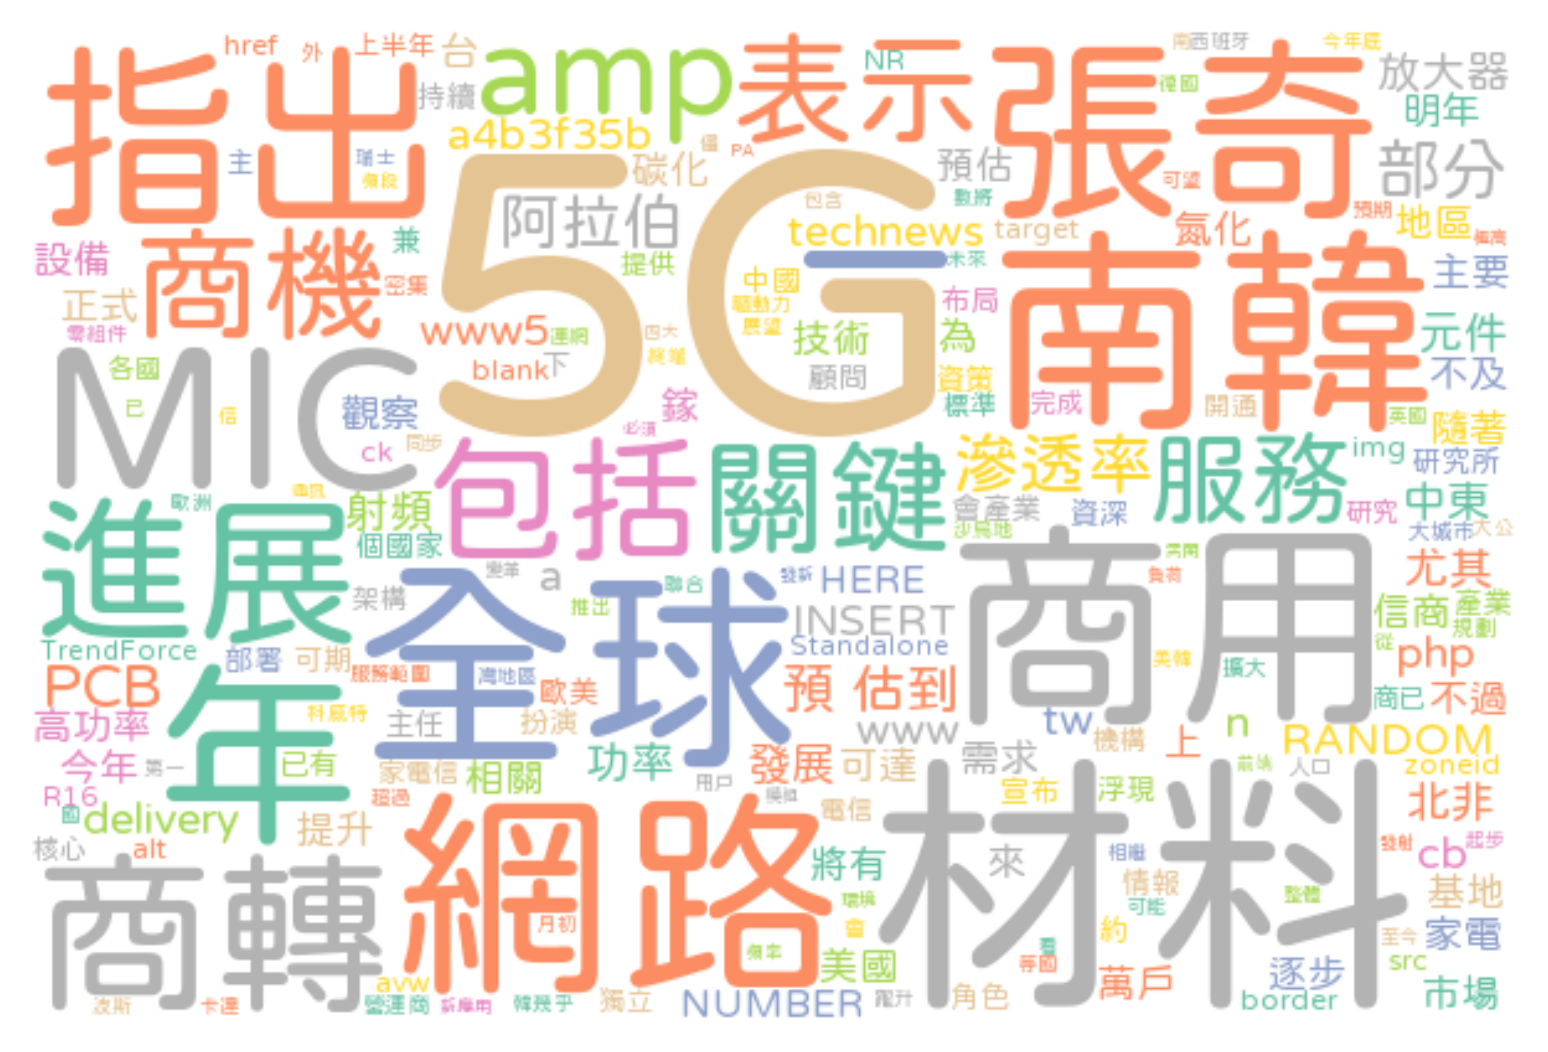 指出
href
外
上半年
台
持續
amp
表示
NR
張奇
南
西班牙
今年底
放大器
德國
明年
a4b3f35b
主
瑞士
頻段
碳化
PA
預估
可望
部分
數將
阿拉伯
包含
technews
target
氮化
預期
地區
設備
商機
兼
密集
5G
提供
中國
未來
主要
正式
零組件
布局
驅動力
展望
www5
連網
四大
技術
為
南韓
元件
MIC
各國
blank
下
終端
顧問
資策
標準
不及
已
信
觀察
鎵
必須
完成
開通
英國
隨著
ck
同步
包括
關鍵
滲透率
服務
img
研究所
進展
歐洲
射頻
個國家
會產業
資深
研究
中東
沙烏地
大城市
大公
架構
變革
a
聯合
發新
HERE
商用
負荷
尤其
推出
INSERT
信商
產業
規劃
TrendForce
全球
Standalone
從
php
部署
可期
服務範圍
灣地區
美韓
擴大
PCB
年
歐美
預
估到
商已
不過
高功率
科威特
主任
扮演
www
tw
機構
n
上
RANDOM
今年
第一
已有
家電信
相關
功率
發展
可達
需求
前端
人口
zoneid
R16
超過
用戶
模組
宣布
浮現
北非
國
delivery
提升
網路
電信
材料
核心
alt
將有
來
相繼
發射
cb
起步
商轉
環境
情報
可能
整體
基地
月初
會
約
至今
家電
頻率
美國
等國
src
avw
萬戶
逐步
波斯
卡達
營運商
新應用
韓幾乎
獨立
NUMBER
躍升
角色
border
市場